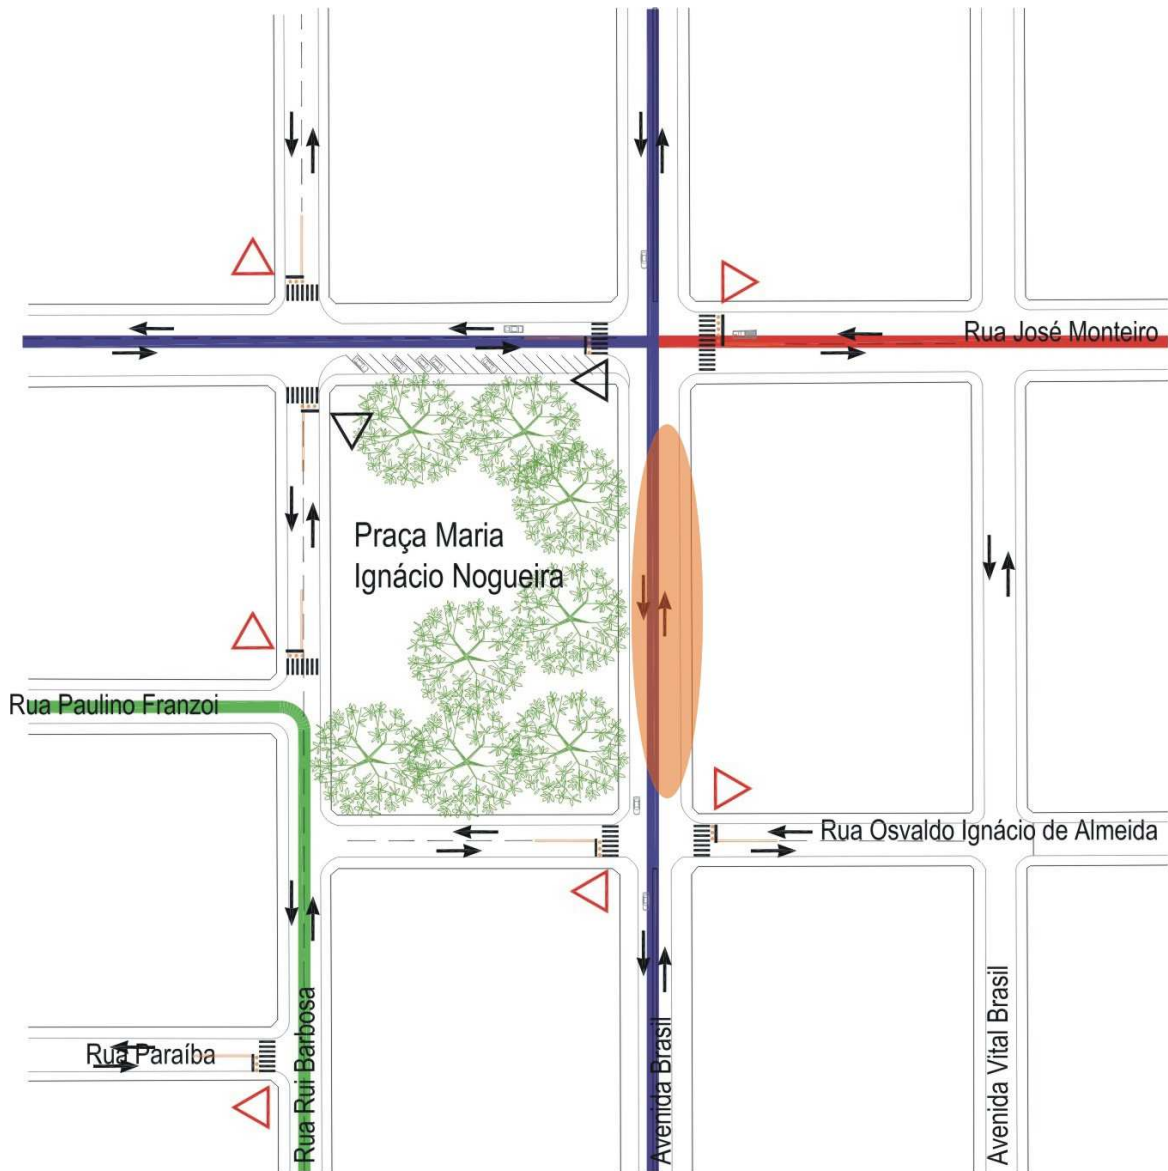 Rua José Monteiro
Praça Maria
Ignácio Nogueira
Rua Paulino Franzoi
Rua Osvaldo Ignácio de Almeida
Rua Paraíba
Rua Rui Barbosa
Avenida Brasil
Avenida Vital Brasil